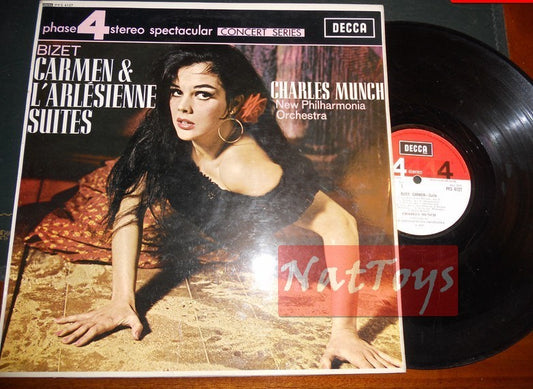 phase 4 stereo spectacular CONCERT SERIES
DECCA
BIZET
CARMEN &
L'ARLÉSIENNE
SUITES
CHARLES MUNCH
New Philharmonia
Orchestra
DECCA
4 STEREO 4
NatToys